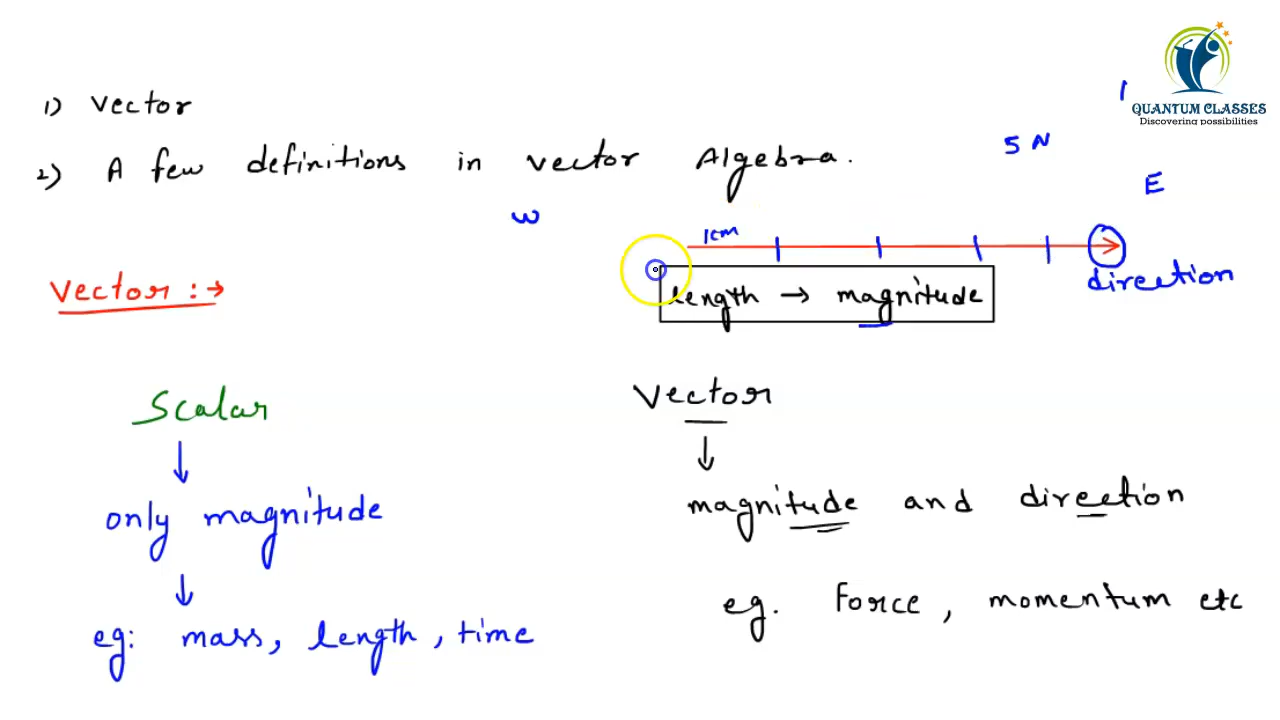 QUANTUM CLASSES
Discovering possibilities
1) Vector
2) A few definitions in vector Algebra.
5 N
E
W
1cm
direction
length → magnitude
Vector : →
Scalar
↓
only magnitude
↓
eg: mass, length, time
Vector
↓
magnitude and direction
eg. Force, momentum etc